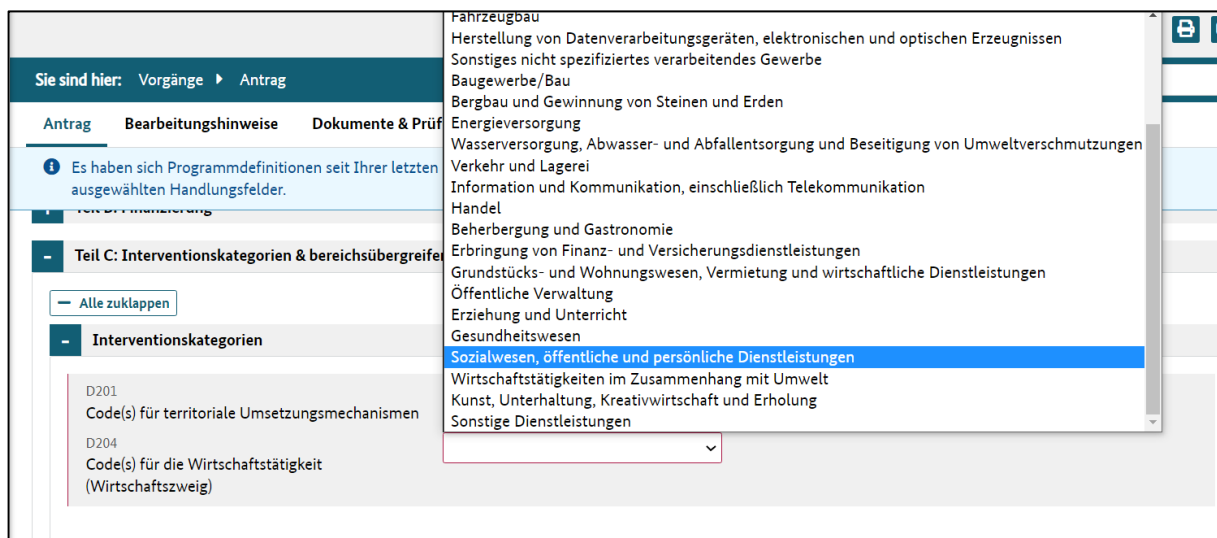 Fahrzeugbau
Herstellung von Datenverarbeitungsgeräten, elektronischen und optischen Erzeugnissen
Sonstiges nicht spezifiziertes verarbeitendes Gewerbe
Baugewerbe/Bau
Bergbau und Gewinnung von Steinen und Erden
Energieversorgung
Wasserversorgung, Abwasser- und Abfallentsorgung und Beseitigung von Umweltverschmutzungen
Verkehr und Lagerei
Information und Kommunikation, einschließlich Telekommunikation
Handel
Beherbergung und Gastronomie
Erbringung von Finanz- und Versicherungsdienstleistungen
Grundstücks- und Wohnungswesen, Vermietung und wirtschaftliche Dienstleistungen
Öffentliche Verwaltung
Erziehung und Unterricht
Gesundheitswesen
Sozialwesen, öffentliche und persönliche Dienstleistungen
Wirtschaftstätigkeiten im Zusammenhang mit Umwelt
Kunst, Unterhaltung, Kreativwirtschaft und Erholung
Sonstige Dienstleistungen
Sie sind hier: Vorgänge Antrag
Antrag Bearbeitungshinweise Dokumente & Prüf
Es haben sich Programmdefinitionen seit Ihrer letzten
ausgewählten Handlungsfelder.
Finanzierung
Teil C: Interventionskategorien & bereichsübergreife
Alle zuklappen
Interventionskategorien
D201
Code(s) für territoriale Umsetzungsmechanismen
D204
Code(s) für die Wirtschaftstätigkeit
(Wirtschaftszweig)